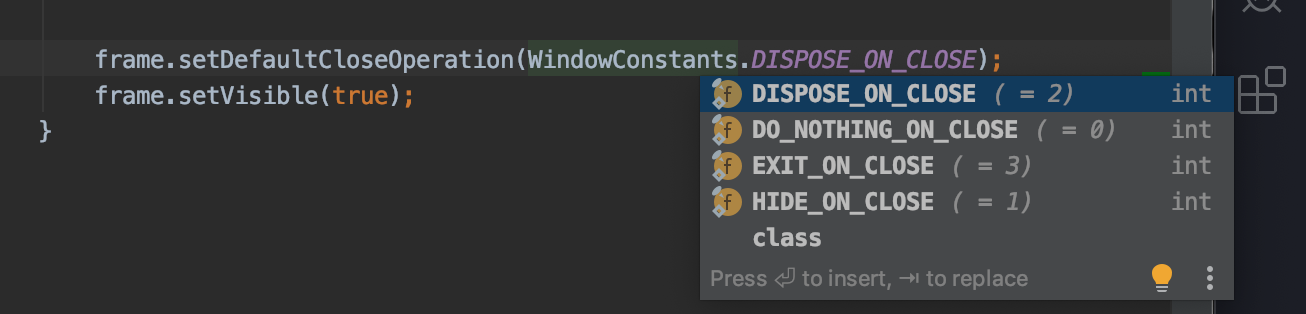 frame.setDefaultCloseOperation(WindowConstants.DISPOSE_ON_CLOSE);
frame.setVisible(true);
}
f DISPOSE_ON_CLOSE ( = 2) int
f DO_NOTHING_ON_CLOSE ( = 0) int
f EXIT_ON_CLOSE ( = 3) int
f HIDE_ON_CLOSE ( = 1) int
class
Press ⏎ to insert, ⇥ to replace